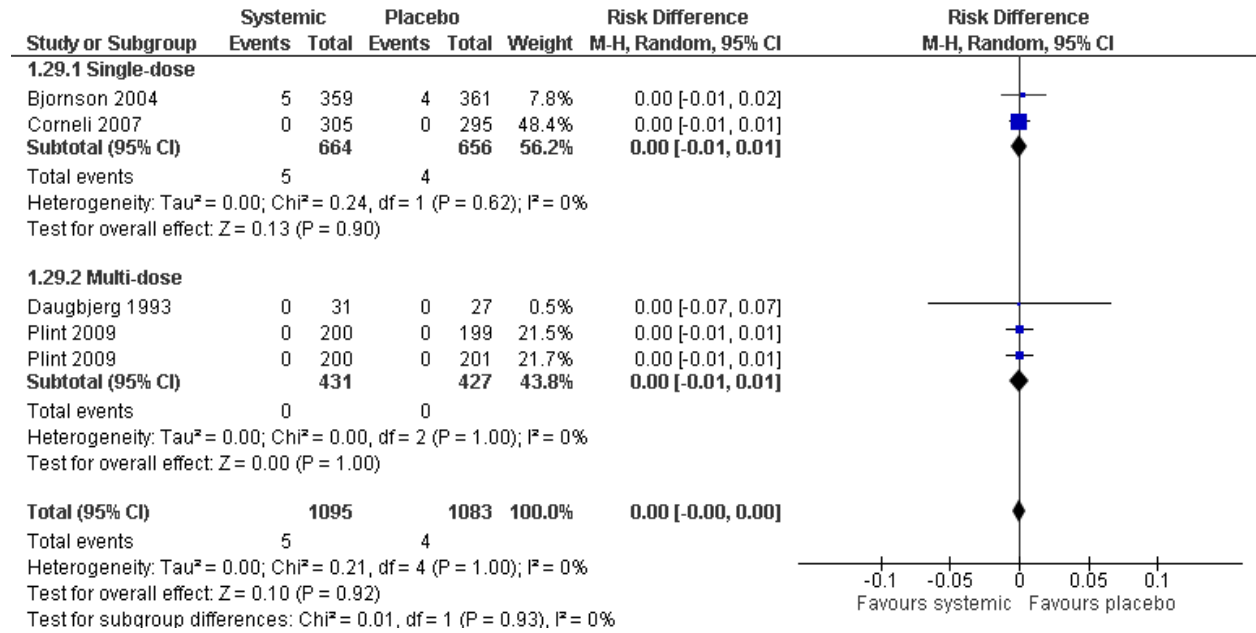 Systemic Placebo Risk Difference Risk Difference
Study or Subgroup Events Total Events Total Weight M-H, Random, 95% CI M-H, Random, 95% CI
1.29.1 Single-dose
Bjornson 2004 5 359 4 361 7.8% 0.00 [-0.01, 0.02]
Corneli 2007 0 305 0 295 48.4% 0.00 [-0.01, 0.01]
Subtotal (95% CI) 664 656 56.2% 0.00 [-0.01, 0.01]
Total events 5 4
Heterogeneity: Tau² = 0.00; Chi² = 0.24, df = 1 (P = 0.62); I² = 0%
Test for overall effect: Z = 0.13 (P = 0.90)
1.29.2 Multi-dose
Daugbjerg 1993 0 31 0 27 0.5% 0.00 [-0.07, 0.07]
Plint 2009 0 200 0 199 21.5% 0.00 [-0.01, 0.01]
Plint 2009 0 200 0 201 21.7% 0.00 [-0.01, 0.01]
Subtotal (95% CI) 431 427 43.8% 0.00 [-0.01, 0.01]
Total events 0 0
Heterogeneity: Tau² = 0.00; Chi² = 0.00, df = 2 (P = 1.00); I² = 0%
Test for overall effect: Z = 0.00 (P = 1.00)
Total (95% CI) 1095 1083 100.0% 0.00 [-0.00, 0.00]
Total events 5 4
Heterogeneity: Tau² = 0.00; Chi² = 0.21, df = 4 (P = 1.00); I² = 0%
Test for overall effect: Z = 0.10 (P = 0.92)
Test for subgroup differences: Chi² = 0.01, df = 1 (P = 0.93), I² = 0%
-0.1 -0.05 0 0.05 0.1
Favours systemic Favours placebo